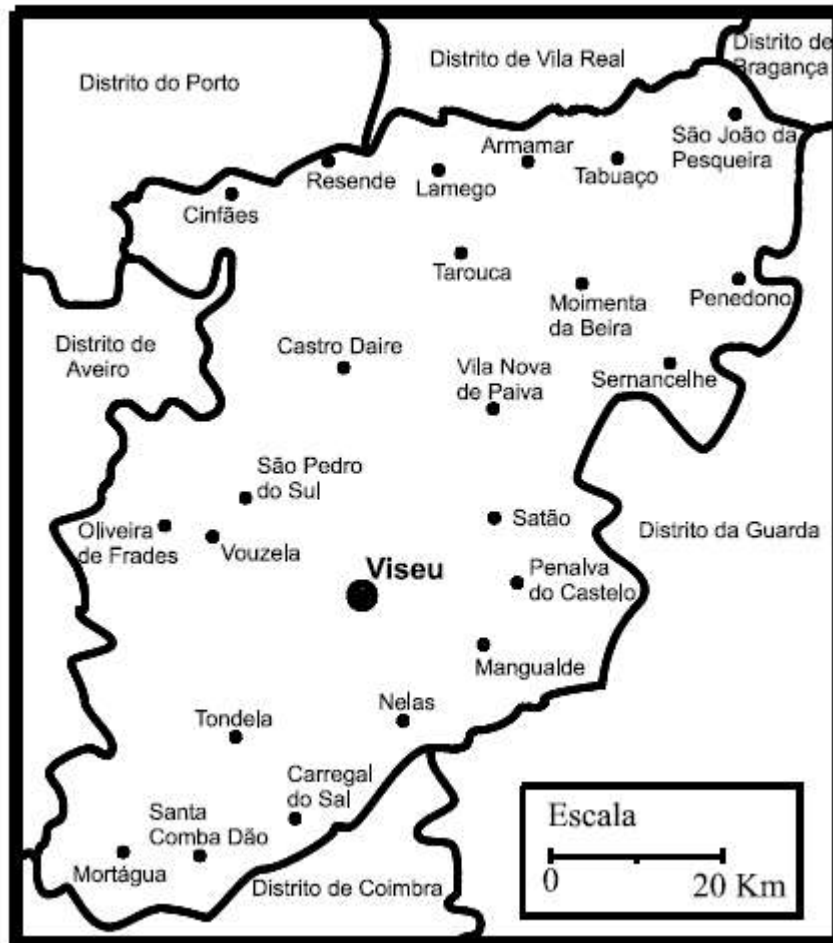 Distrito do Porto
Distrito de Vila Real
Distrito de
Bragança
São João da
Pesqueira
Armamar
Tabuaço
Resende
Lamego
Cinfães
Tarouca
Moimenta
da Beira
Penedono
Distrito de
Aveiro
Castro Daire
Vila Nova
de Paiva
Sernancelhe
São Pedro
do Sul
Oliveira
de Frades
Vouzela
Satão
Distrito da Guarda
Viseu
Penalva
do Castelo
Mangualde
Nelas
Tondela
Carregal
do Sal
Santa
Comba Dão
Mortágua
Distrito de Coimbra
Escala
0 20 Km